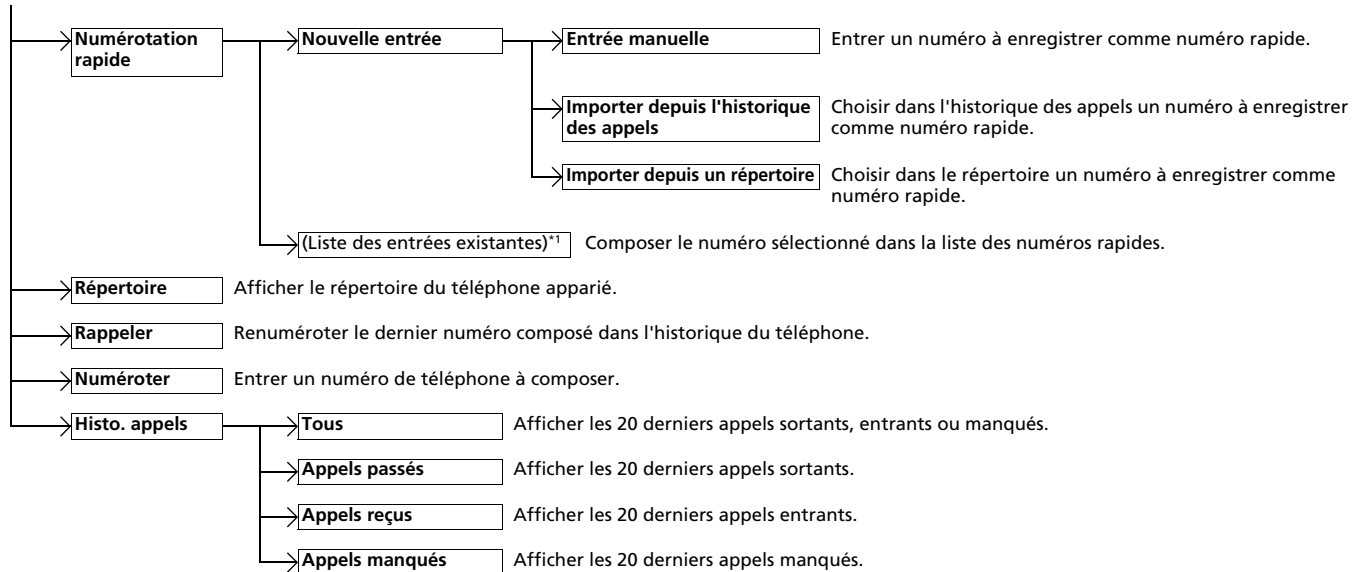 Numérotation
rapide
Nouvelle entrée
Entrée manuelle
Entrer un numéro à enregistrer comme numéro rapide.
Importer depuis l'historique
des appels
Choisir dans l'historique des appels un numéro à enregistrer
comme numéro rapide.
Importer depuis un répertoire
Choisir dans le répertoire un numéro à enregistrer comme
numéro rapide.
(Liste des entrées existantes)*1
Composer le numéro sélectionné dans la liste des numéros rapides.
Répertoire
Afficher le répertoire du téléphone apparié.
Rappeler
Renuméroter le dernier numéro composé dans l'historique du téléphone.
Numéroter
Entrer un numéro de téléphone à composer.
Histo. appels
Tous
Afficher les 20 derniers appels sortants, entrants ou manqués.
Appels passés
Afficher les 20 derniers appels sortants.
Appels reçus
Afficher les 20 derniers appels entrants.
Appels manqués
Afficher les 20 derniers appels manqués.